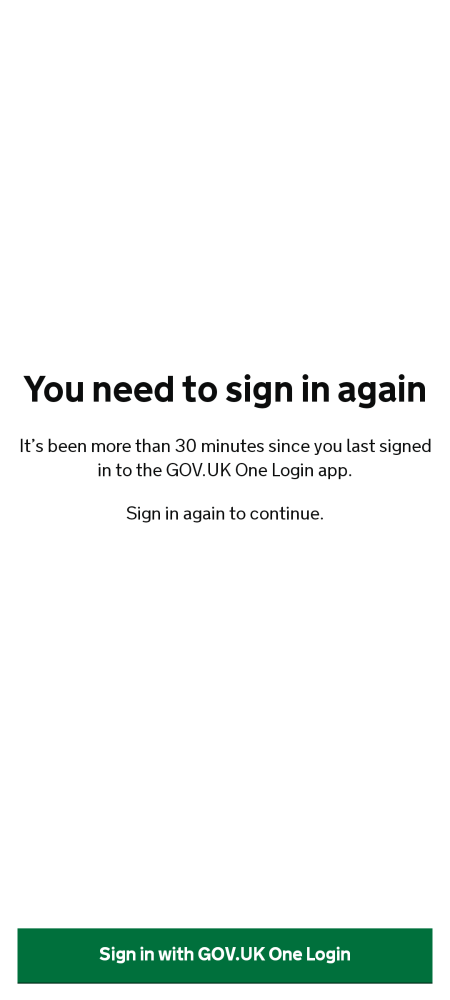 You need to sign in again
It’s been more than 30 minutes since you last signed
in to the GOV.UK One Login app.
Sign in again to continue.
Sign in with GOV.UK One Login